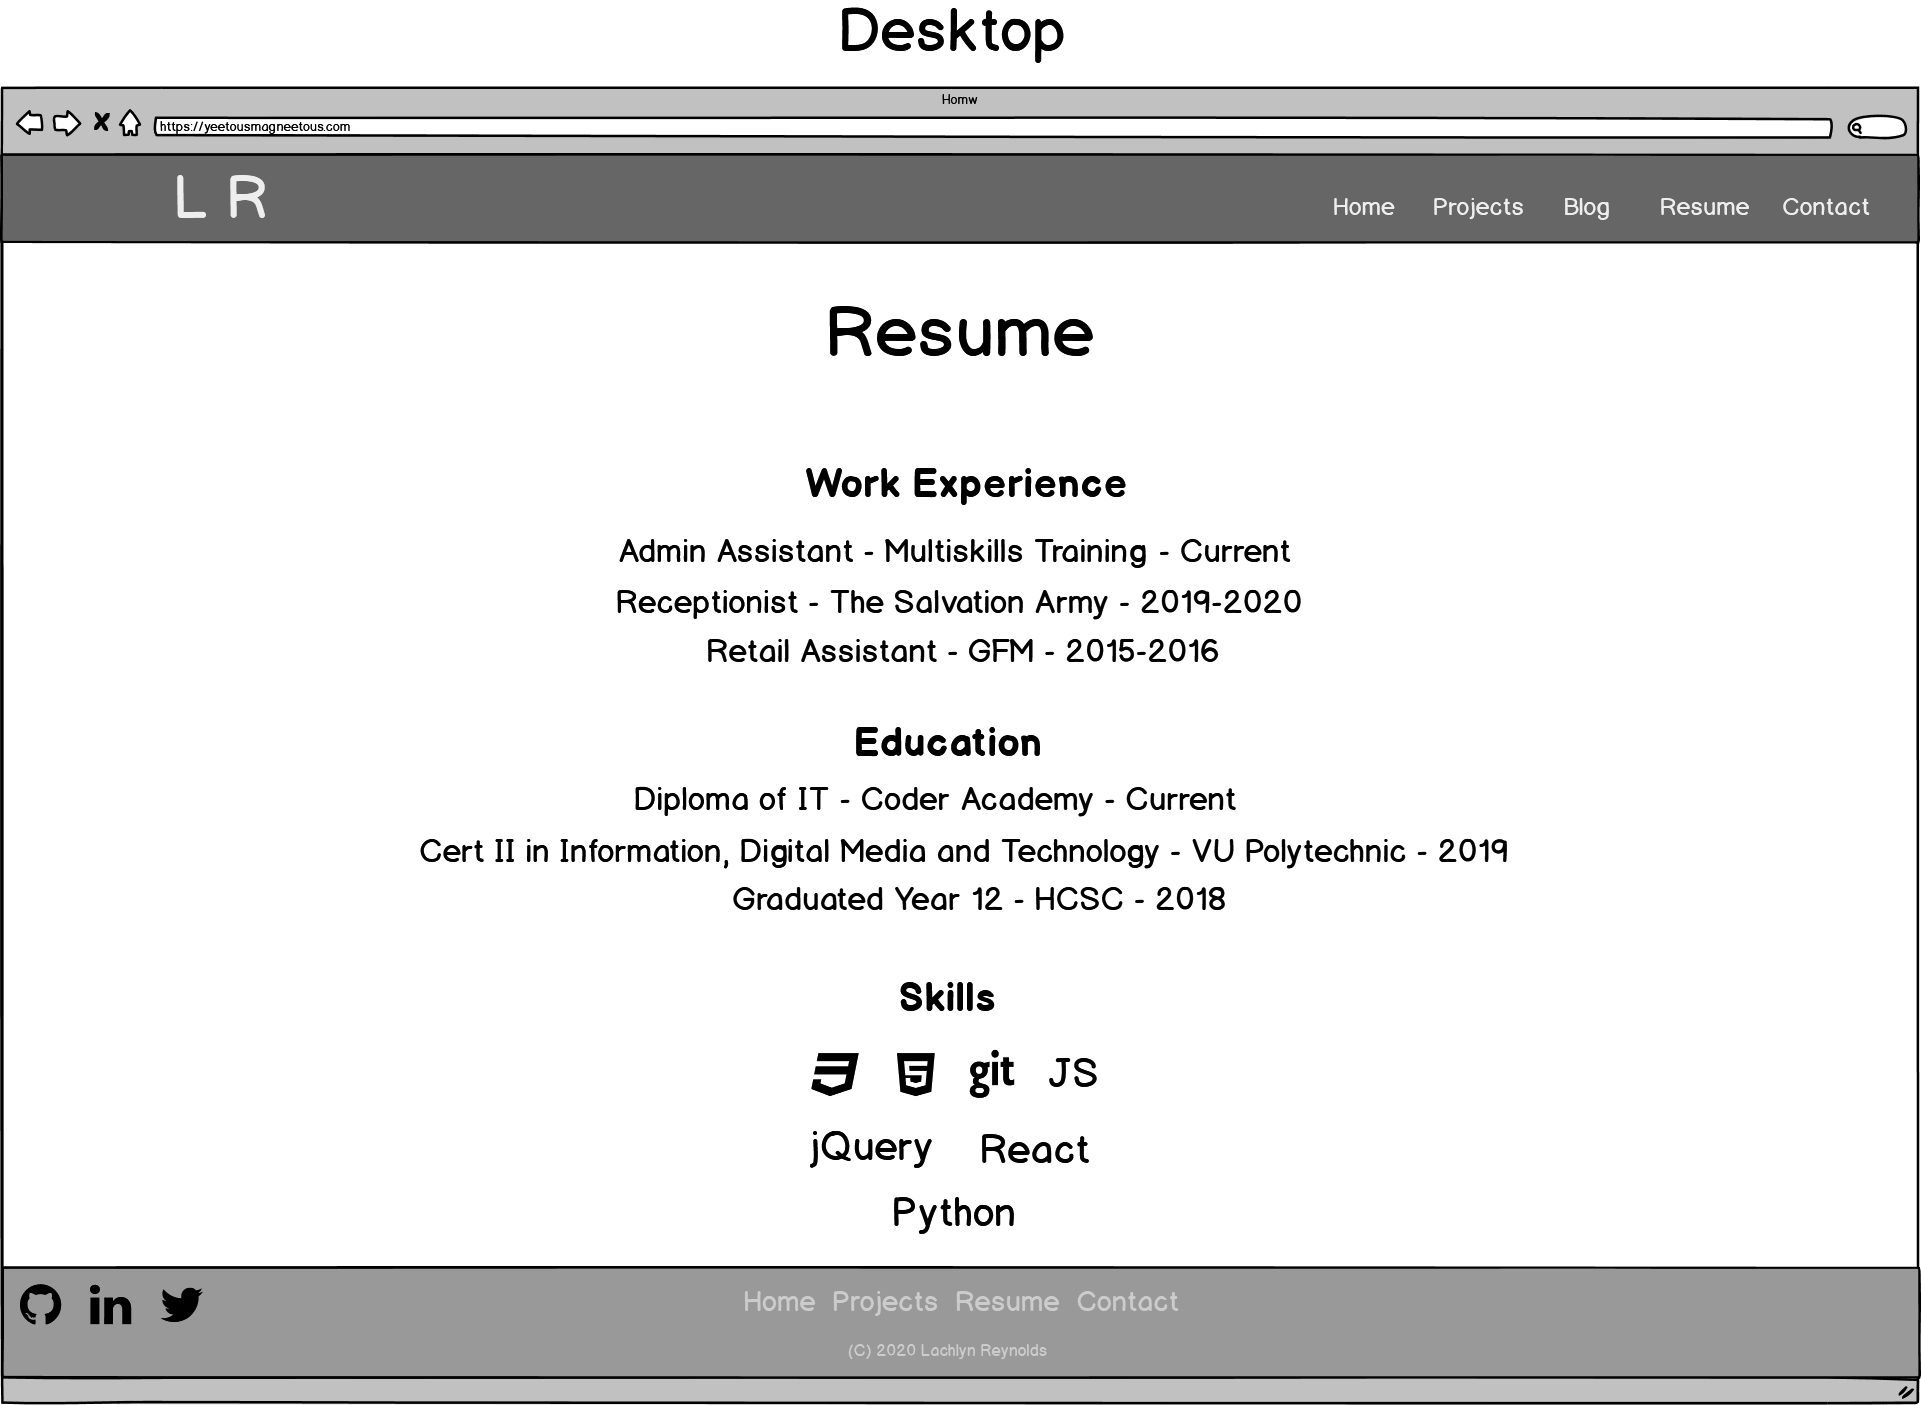 Desktop
Homw
https://yeetousmagneetous.com
L R
Home Projects Blog Resume Contact
Resume
Work Experience
Admin Assistant - Multiskills Training - Current
Receptionist - The Salvation Army - 2019-2020
Retail Assistant - GFM - 2015-2016
Education
Diploma of IT - Coder Academy - Current
Cert II in Information, Digital Media and Technology - VU Polytechnic - 2019
Graduated Year 12 - HCSC - 2018
Skills
git JS
jQuery React
Python
in
Home Projects Resume Contact
(C) 2020 Lachlyn Reynolds